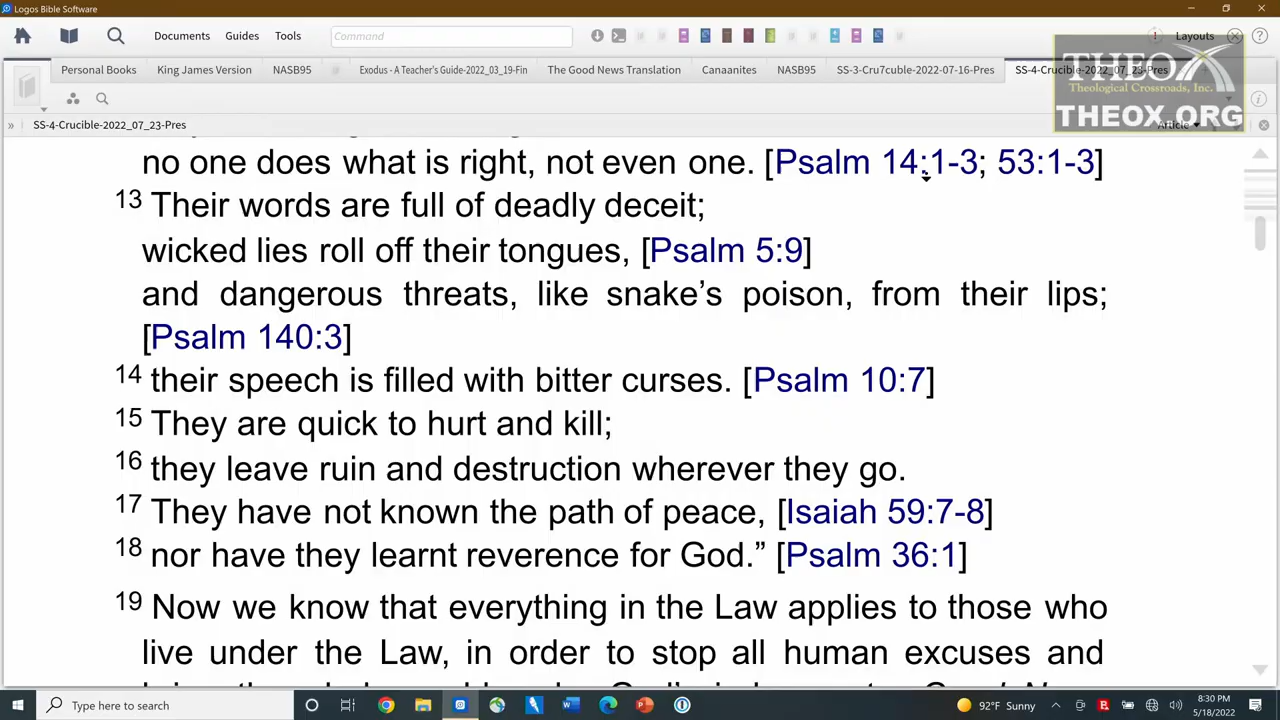 Logos Bible Software
Documents Guides Tools Command Layouts
THEOX
Theological Crossroads, Inc.
THEOX.ORG
Personal Books King James Version NASB95 2022_03_19-Fin The Good News Translation Canaanites NASB95 SS-3-Cru7cuble-2022-07-16-Pres SS-4-Crucible-2022_07_23-Pres
SS-4-Crucible-2022_07_23-Pres Article
no one does what is right, not even one. [Psalm 14:1-3; 53:1-3]
13 Their words are full of deadly deceit;
wicked lies roll off their tongues, [Psalm 5:9]
and dangerous threats, like snake’s poison, from their lips;
[Psalm 140:3]
14 their speech is filled with bitter curses. [Psalm 10:7]
15 They are quick to hurt and kill;
16 they leave ruin and destruction wherever they go.
17 They have not known the path of peace, [Isaiah 59:7-8]
18 nor have they learnt reverence for God.” [Psalm 36:1]
19 Now we know that everything in the Law applies to those who
live under the Law, in order to stop all human excuses and
Type here to search 92°F Sunny 8:30 PM
5/18/2022